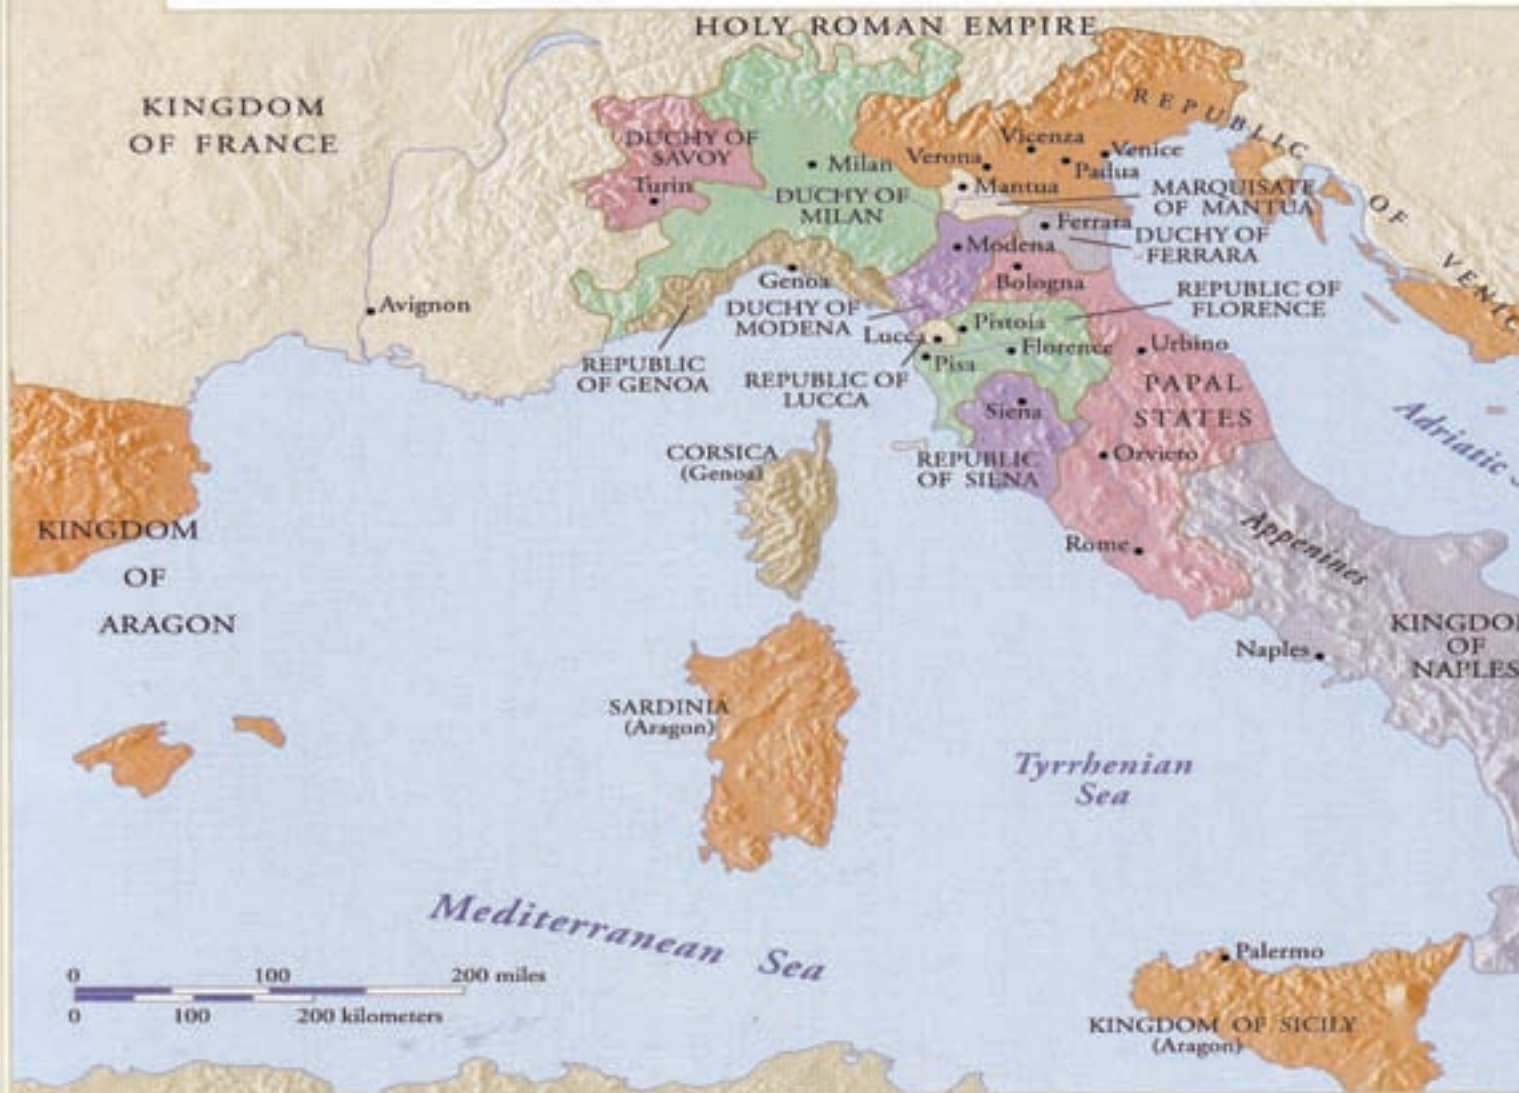 HOLY ROMAN EMPIRE
KINGDOM
OF FRANCE
REPUBLIC
OF
VENIC
DUCHY OF
SAVOY
Turin
Milan
DUCHY OF
MILAN
Vicenza
Verona
Venice
Padua
Mantua
MARQUISATE
OF MANTUA
Ferrara
DUCHY OF
FERRARA
Modena
Bologna
Genoa
DUCHY OF
MODENA
REPUBLIC OF
FLORENCE
Avignon
Pistoia
Lucca
Florence
Urbino
Pisa
REPUBLIC
OF GENOA
REPUBLIC OF
LUCCA
PAPAL
STATES
Siena
Adriatic S
CORSICA
(Genoa)
REPUBLIC
OF SIENA
Orvieto
KINGDOM
OF
ARAGON
Appenines
Rome
KINGDO
OF
NAPLES
Naples
SARDINIA
(Aragon)
Tyrrhenian
Sea
Mediterranean Sea
Palermo
KINGDOM OF SICILY
(Aragon)
0 100 200 miles
0 100 200 kilometers